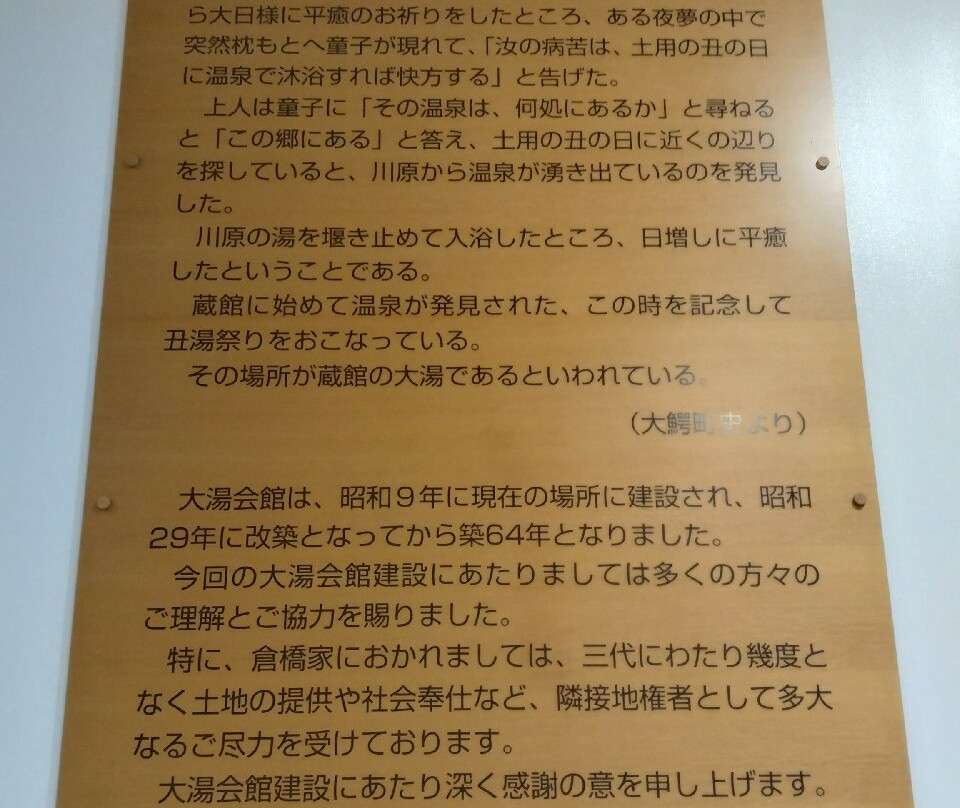 ら大日様に平癒のお祈りをしたところ、ある夜夢の中で
突然枕もとへ童子が現れて、「汝の病苦は、土用の丑の日
に温泉で沐浴すれば快方する」と告げた。
上人は童子に「その温泉は、何処にあるか」と尋ねる
と「この郷にある」と答え、土用の丑の日に近くの辺り
を探していると、川原から温泉が湧き出ているのを発見
した。
川原の湯を堰き止めて入浴したところ、日増しに平癒
したということである。
蔵館に始めて温泉が発見された、この時を記念して
丑湯祭りをおこなっている。
その場所が蔵館の大湯であるといわれている。
（大鰐町史より）
大湯会館は、昭和９年に現在の場所に建設され、昭和
29年に改築となってから築64年となりました。
今回の大湯会館建設にあたりましては多くの方々の
ご理解とご協力を賜りました。
特に、倉橋家におかれましては、三代にわたり幾度と
なく土地の提供や社会奉仕など、隣接地権者として多大
なるご尽力を受けております。
大湯会館建設にあたり深く感謝の意を申し上げます。